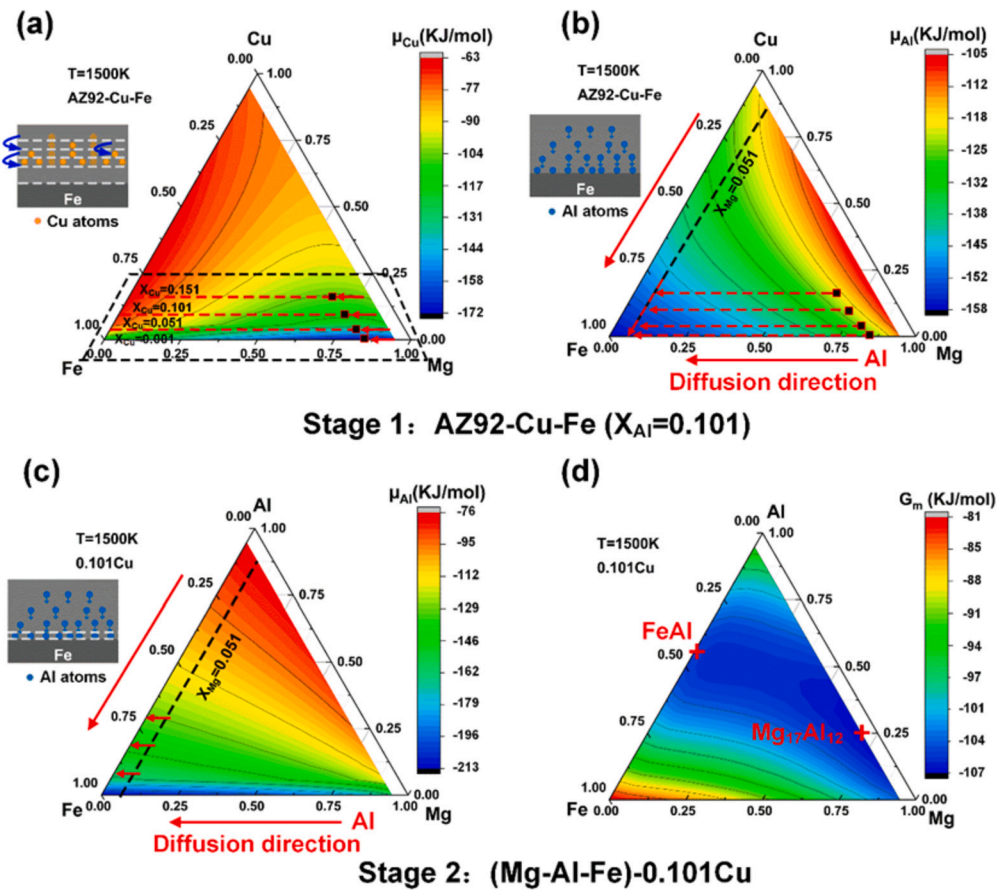 (a)
Cu
μCu(KJ/mol)
T=1500K
AZ92-Cu-Fe
0.00
1.00
0.25
0.75
0.50
0.50
0.75
0.25
XCu=0.151
XCu=0.101
XCu=0.051
XCu=0.001
1.00
0.00
0.00
0.25
0.50
0.75
1.00
Fe
Mg
Fe
Cu atoms
-63
-77
-90
-104
-117
-131
-144
-158
-172
(b)
Cu
μAl(KJ/mol)
T=1500K
AZ92-Cu-Fe
0.00
1.00
0.25
0.75
XMg=0.051
0.50
0.50
0.75
0.25
1.00
0.00
0.00
0.25
0.50
0.75
1.00
Fe
Mg
Al
Diffusion direction
Fe
Al atoms
-105
-112
-118
-125
-132
-138
-145
-151
-158
Stage 1: AZ92-Cu-Fe (XAl=0.101)
(c)
Al
μAl(KJ/mol)
T=1500K
0.101Cu
0.00
1.00
0.25
0.75
XMg=0.051
0.50
0.50
0.75
0.25
1.00
0.00
0.00
0.25
0.50
0.75
1.00
Fe
Mg
Al
Diffusion direction
Fe
Al atoms
-76
-95
-112
-129
-146
-163
-179
-196
-213
(d)
Al
Gm (KJ/mol)
T=1500K
0.101Cu
0.00
1.00
0.25
0.75
FeAl
0.50
0.50
0.75
Mg17Al12
0.25
1.00
0.00
0.00
0.25
0.50
0.75
1.00
Fe
Mg
-81
-85
-88
-91
-94
-97
-101
-104
-107
Stage 2: (Mg-Al-Fe)-0.101Cu